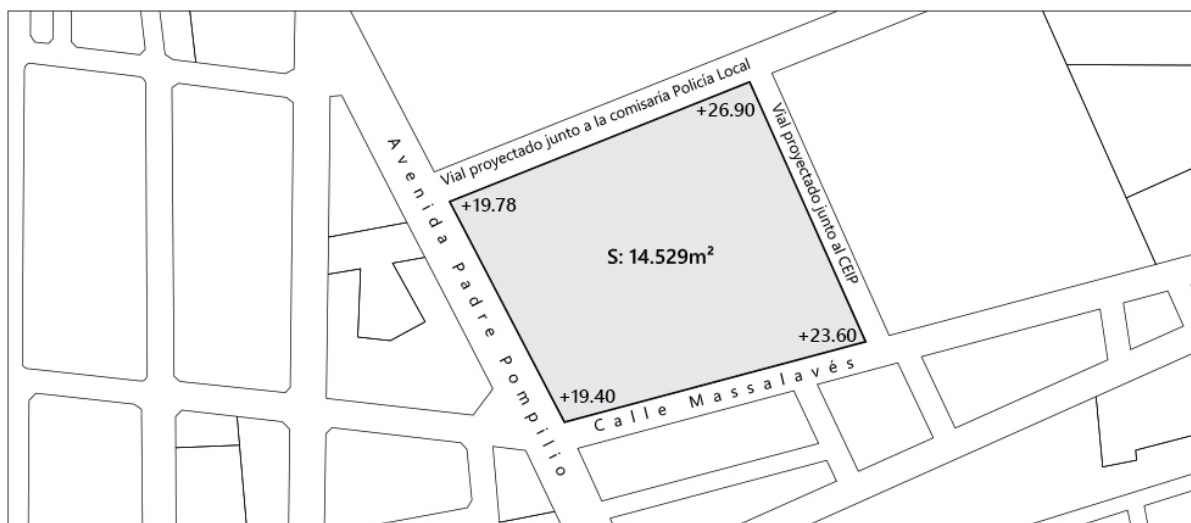 Vial proyectado junto a la comisaría Policía Local
+26.90
+19.78
Avenida Padre Pompilio
Vial proyectado junto al CEIP
S: 14.529m²
+23.60
+19.40
Calle Massalavés